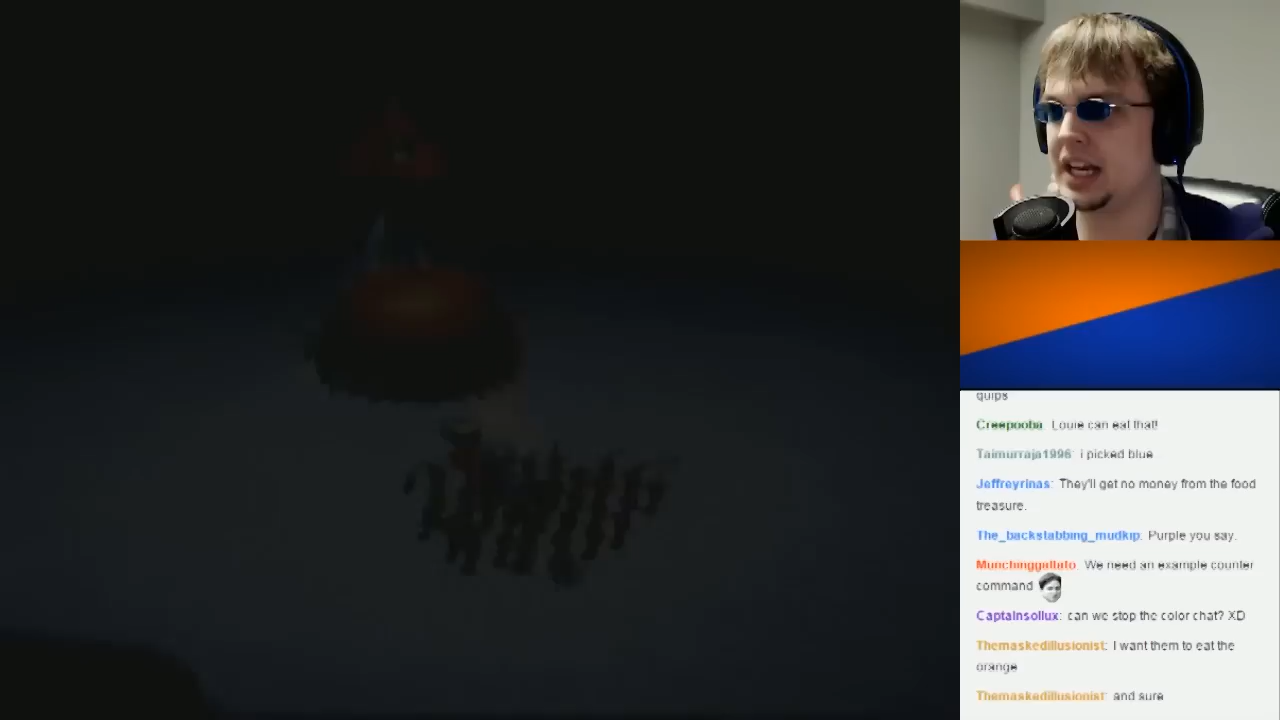 quips
Creepooba: Louie can eat that!
Taimurraja1996: i picked blue
Jeffreyrinas: They'll get no money from the food
treasure.
The_backstabbing_mudkip: Purple you say.
Munchinggallato: We need an example counter
command
Captainsollux: can we stop the color chat? XD
Themaskedillusionist: I want them to eat the
orange
Themaskedillusionist: and sure